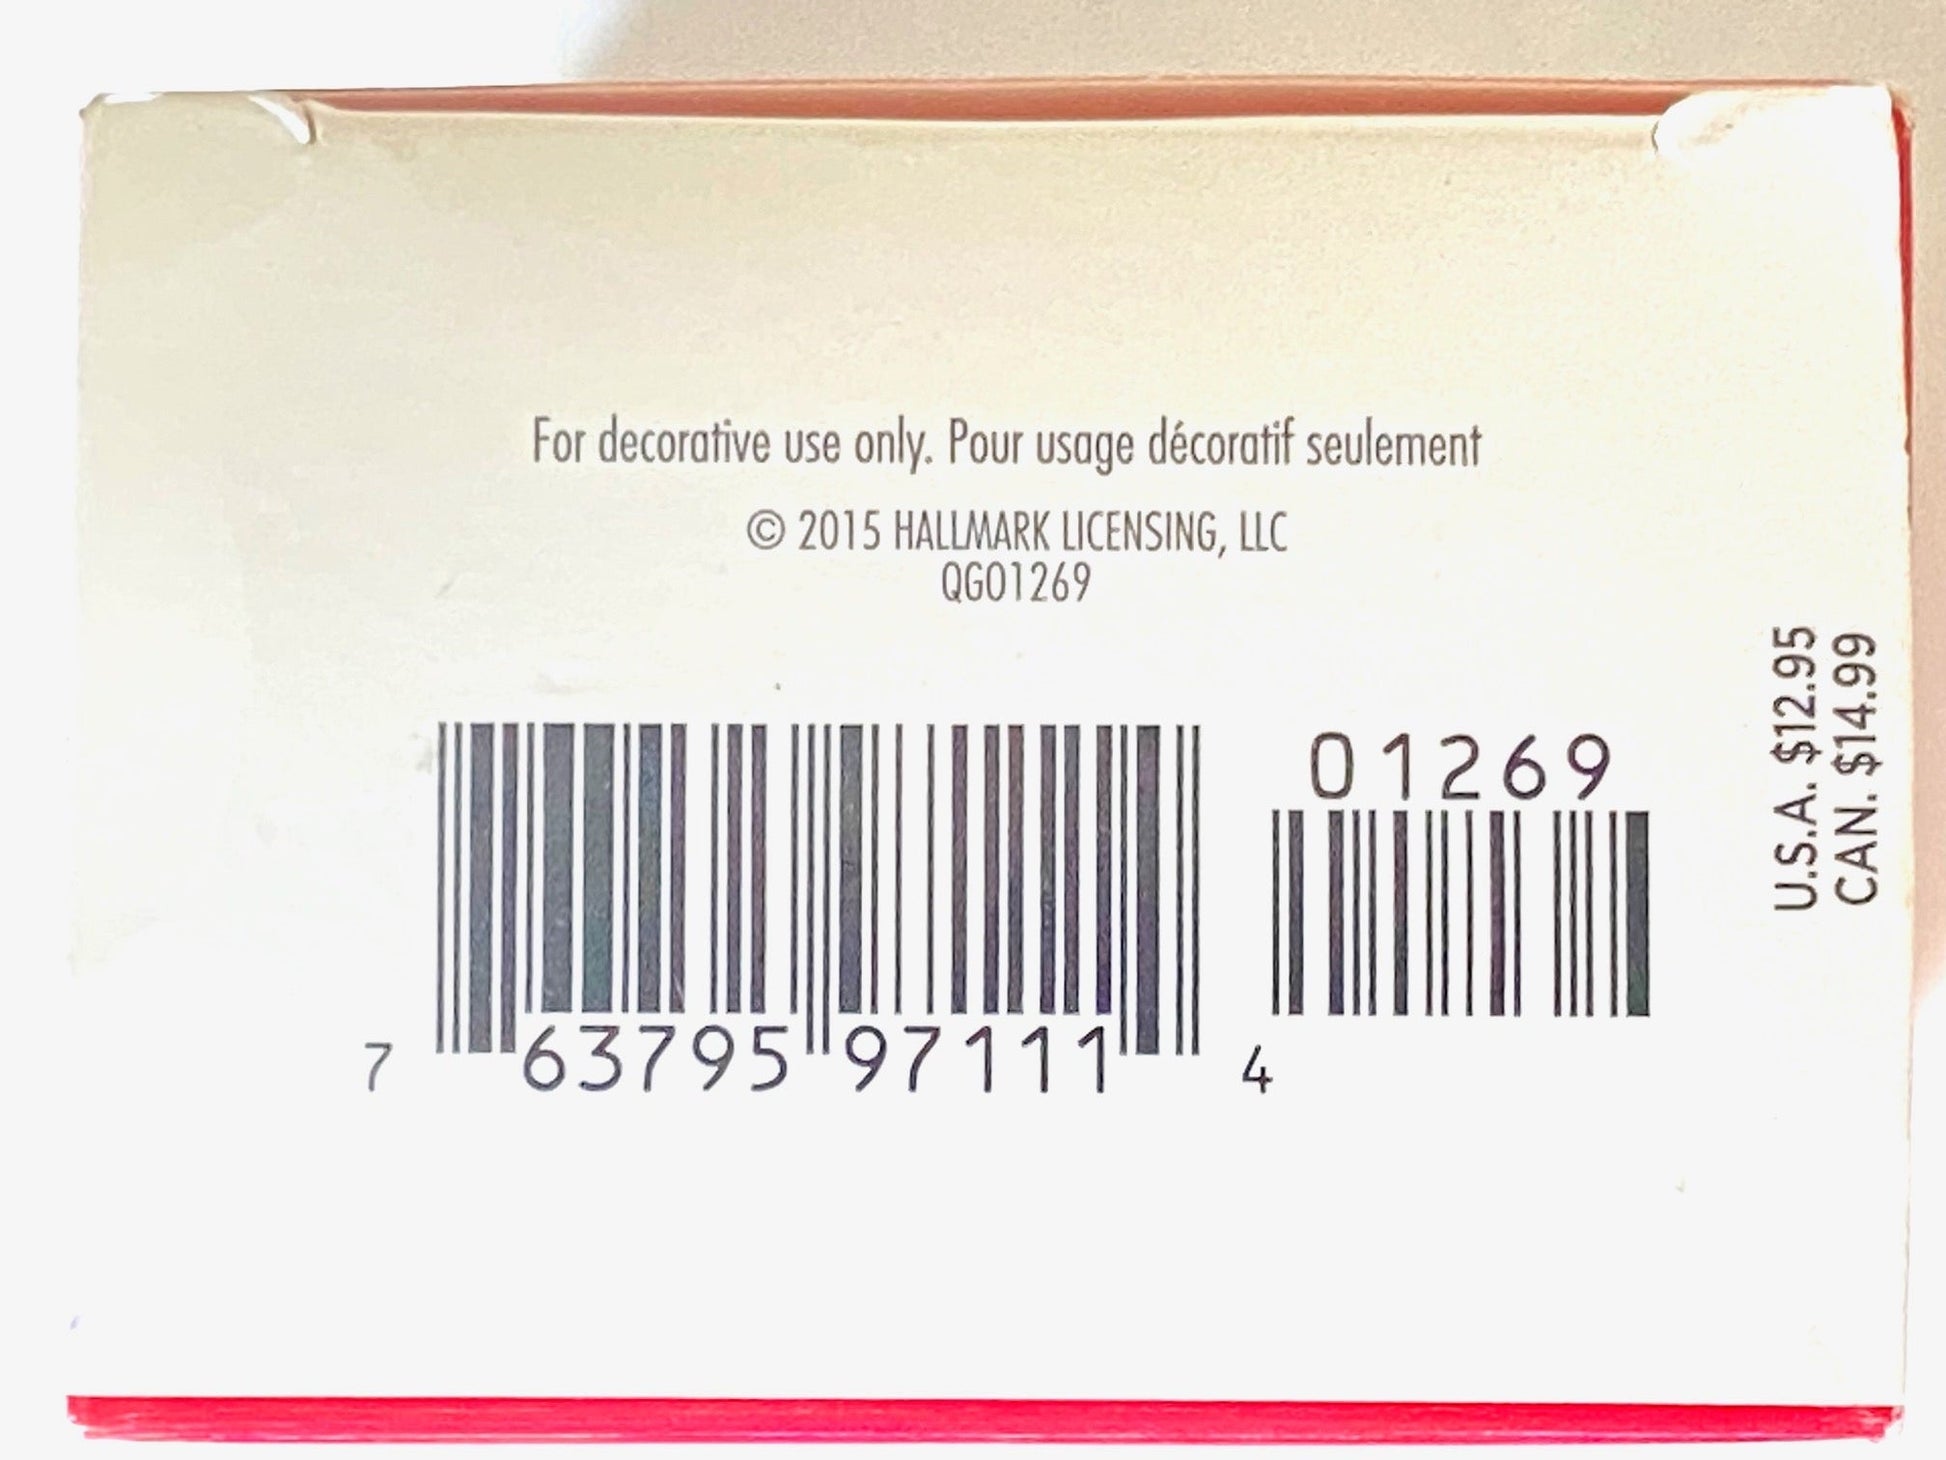 For decorative use only. Pour usage décoratif seulement
© 2015 HALLMARK LICENSING, LLC
QGO1269
01269
7 63795 97111 4
U.S.A. $12.95
CAN. $14.99